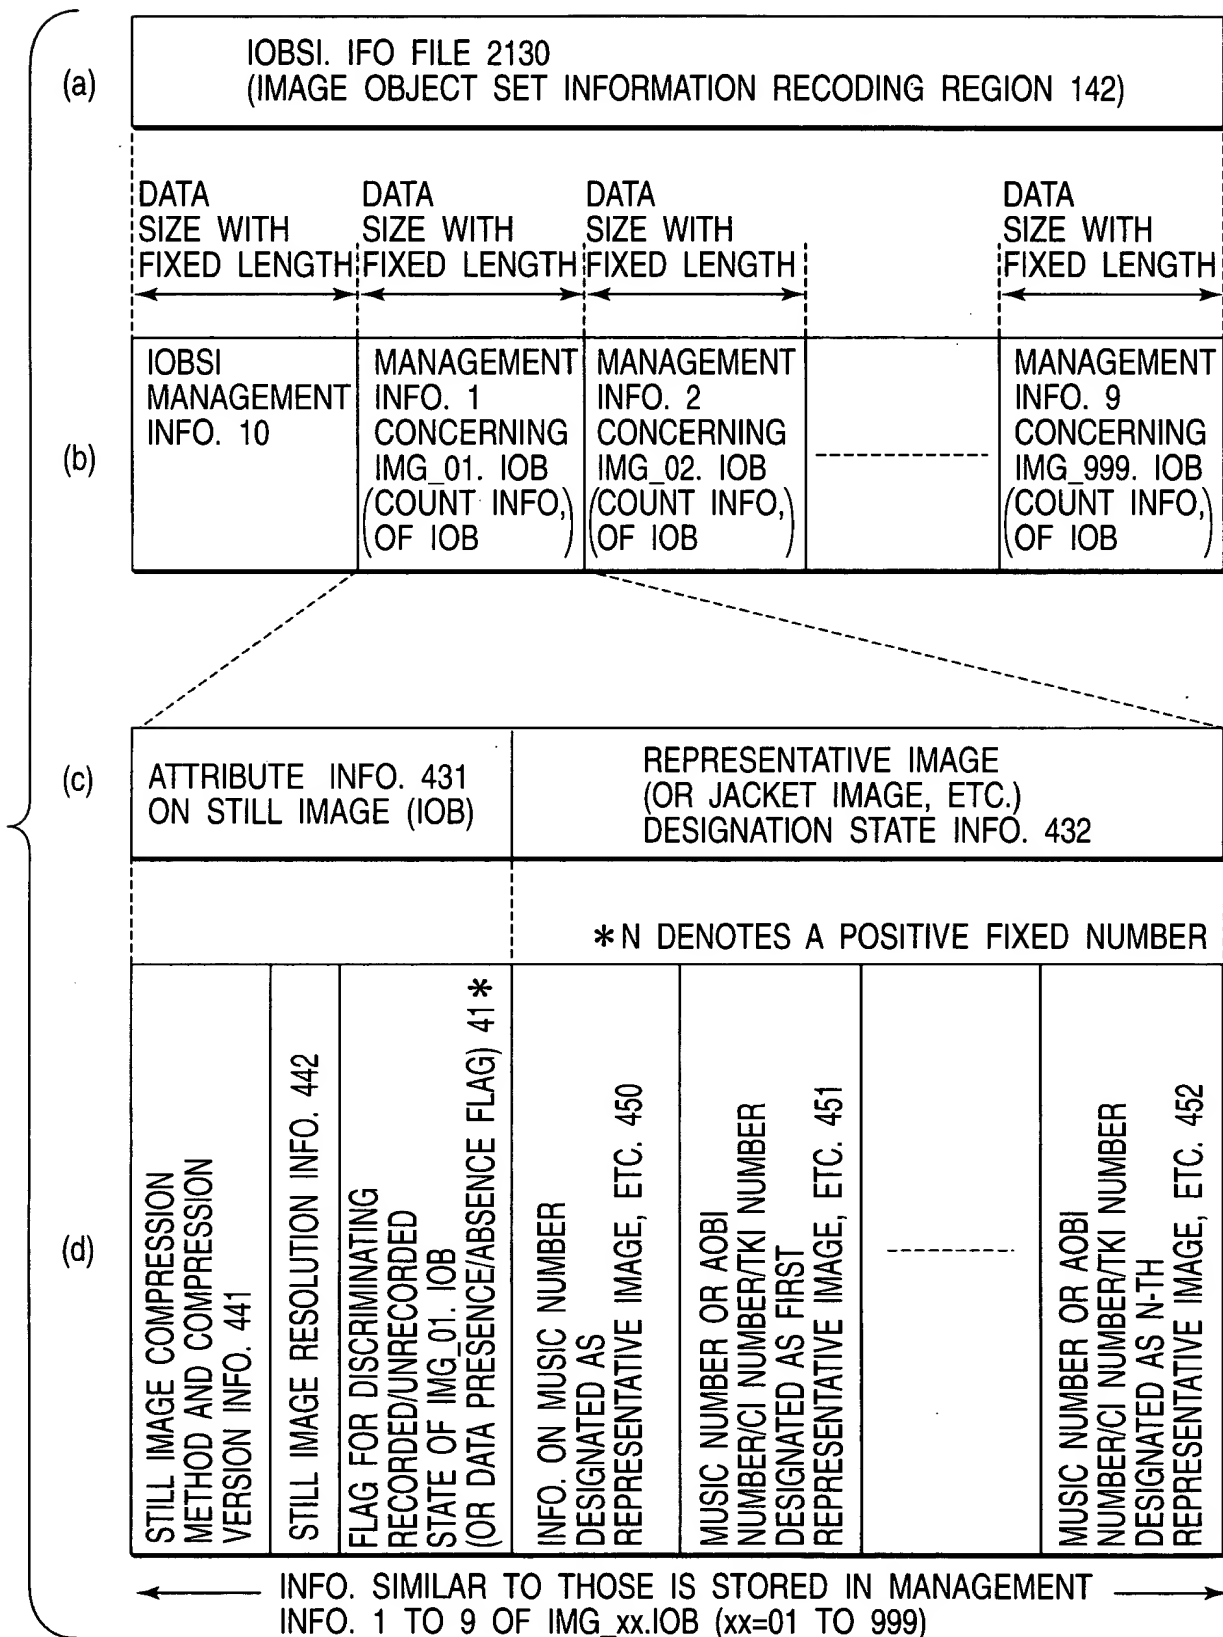 (a)
IOBSI. IFO FILE 2130
(IMAGE OBJECT SET INFORMATION RECODING REGION 142)
DATA
SIZE WITH
FIXED LENGTH
DATA
SIZE WITH
FIXED LENGTH
DATA
SIZE WITH
FIXED LENGTH
DATA
SIZE WITH
FIXED LENGTH
(b)
IOBSI
MANAGEMENT
INFO. 10
MANAGEMENT
INFO. 1
CONCERNING
IMG_01. IOB
(COUNT INFO,
OF IOB)
MANAGEMENT
INFO. 2
CONCERNING
IMG_02. IOB
(COUNT INFO,
OF IOB)
MANAGEMENT
INFO. 9
CONCERNING
IMG_999. IOB
(COUNT INFO,
OF IOB)
(c)
ATTRIBUTE INFO. 431
ON STILL IMAGE (IOB)
REPRESENTATIVE IMAGE
(OR JACKET IMAGE, ETC.)
DESIGNATION STATE INFO. 432
*N DENOTES A POSITIVE FIXED NUMBER
(d)
STILL IMAGE COMPRESSION
METHOD AND COMPRESSION
VERSION INFO. 441
STILL IMAGE RESOLUTION INFO. 442
FLAG FOR DISCRIMINATING
RECORDED/UNRECORDED
STATE OF IMG_01. IOB
(OR DATA PRESENCE/ABSENCE FLAG) 41*
INFO. ON MUSIC NUMBER
DESIGNATED AS
REPRESENTATIVE IMAGE, ETC. 450
MUSIC NUMBER OR AOBI
NUMBER/CI NUMBER/TKI NUMBER
DESIGNATED AS FIRST
REPRESENTATIVE IMAGE, ETC. 451
MUSIC NUMBER OR AOBI
NUMBER/CI NUMBER/TKI NUMBER
DESIGNATED AS N-TH
REPRESENTATIVE IMAGE, ETC. 452
INFO. SIMILAR TO THOSE IS STORED IN MANAGEMENT
INFO. 1 TO 9 OF IMG_xx.IOB (xx=01 TO 999)